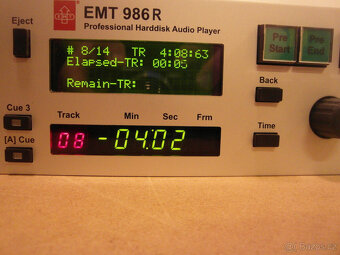 EMT 986R
Professional Harddisk Audio Player
Eject
# 8/14 TR 4:08:63
Elapsed-TR: 00:05
Remain-TR:
Pre Start
Pre End
Back
Cue 3
Track Min Sec Frm
08 -04.02
Time
[A] Cue